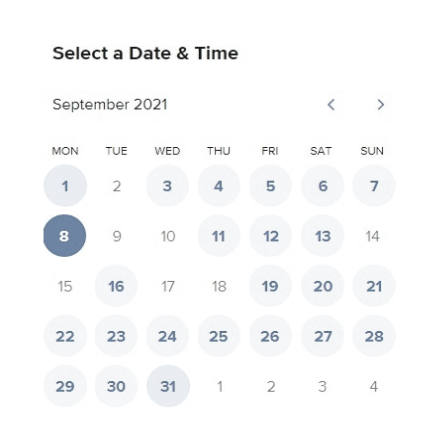 Select a Date & Time
September 2021
MON TUE WED THU FRI SAT SUN
1 2 3 4 5 6 7
8 9 10 11 12 13 14
15 16 17 18 19 20 21
22 23 24 25 26 27 28
29 30 31 1 2 3 4